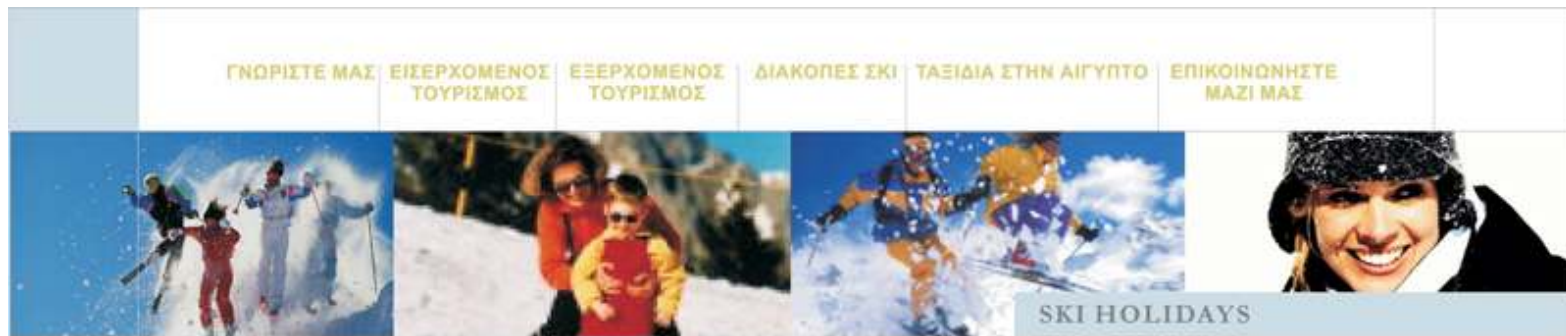 ΓΝΩΡΙΣΤΕ ΜΑΣ
ΕΙΣΕΡΧΟΜΕΝΟΣ
ΤΟΥΡΙΣΜΟΣ
ΕΞΕΡΧΟΜΕΝΟΣ
ΤΟΥΡΙΣΜΟΣ
ΔΙΑΚΟΠΕΣ ΣΚΙ
ΤΑΞΙΔΙΑ ΣΤΗΝ ΑΙΓΥΠΤΟ
ΕΠΙΚΟΙΝΩΝΗΣΤΕ
ΜΑΖΙ ΜΑΣ
SKI HOLIDAYS